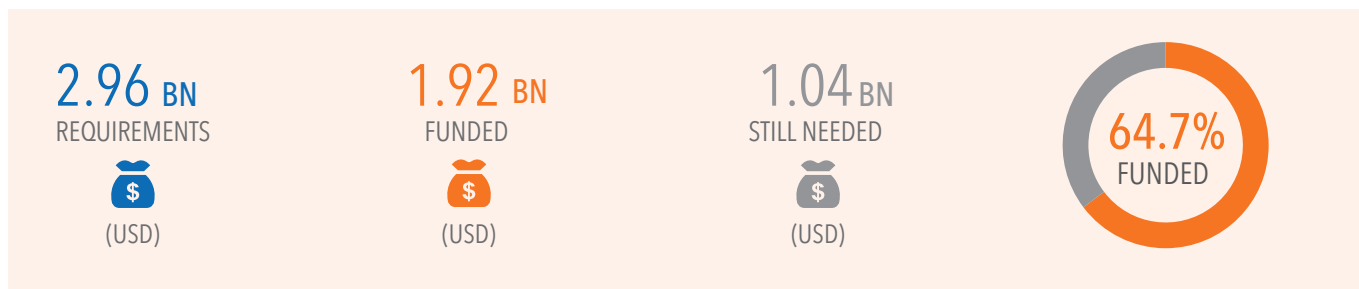 2.96 BN
REQUIREMENTS
$
(USD)
1.92 BN
FUNDED
$
(USD)
1.04 BN
STILL NEEDED
$
(USD)
64.7%
FUNDED